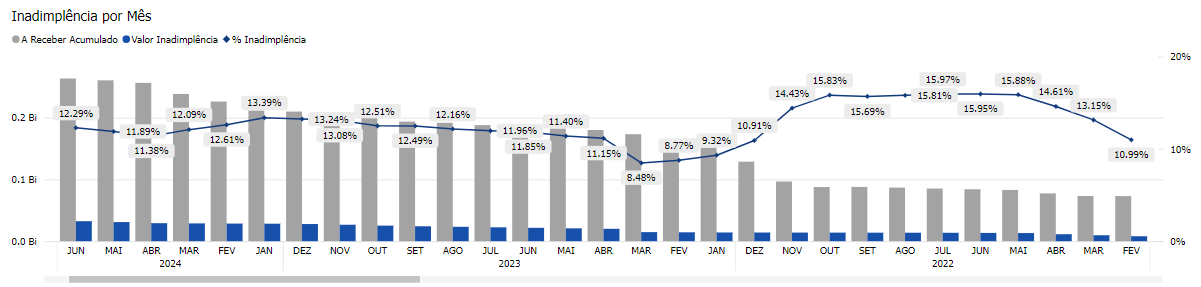 Inadimplência por Mês
A Receber Acumulado Valor Inadimplência % Inadimplência
20%
15.83% 15.97% 15.88%
13.39% 14.43% 14.61%
12.29% 12.09% 12.51% 12.16% 15.69% 15.81% 15.95% 13.15%
0.2 Bi 11.89% 13.24% 11.96% 11.40% 10.91%
11.38% 12.61% 13.08% 12.49% 11.85% 11.15% 8.77% 9.32% 10.99% 10%
0.1 Bi 8.48%
0.0 Bi 0%
JUN MAI ABR MAR FEV JAN DEZ NOV OUT SET AGO JUL JUN MAI ABR MAR FEV JAN DEZ NOV OUT SET AGO JUL JUN MAI ABR MAR FEV
2024 2023 2022